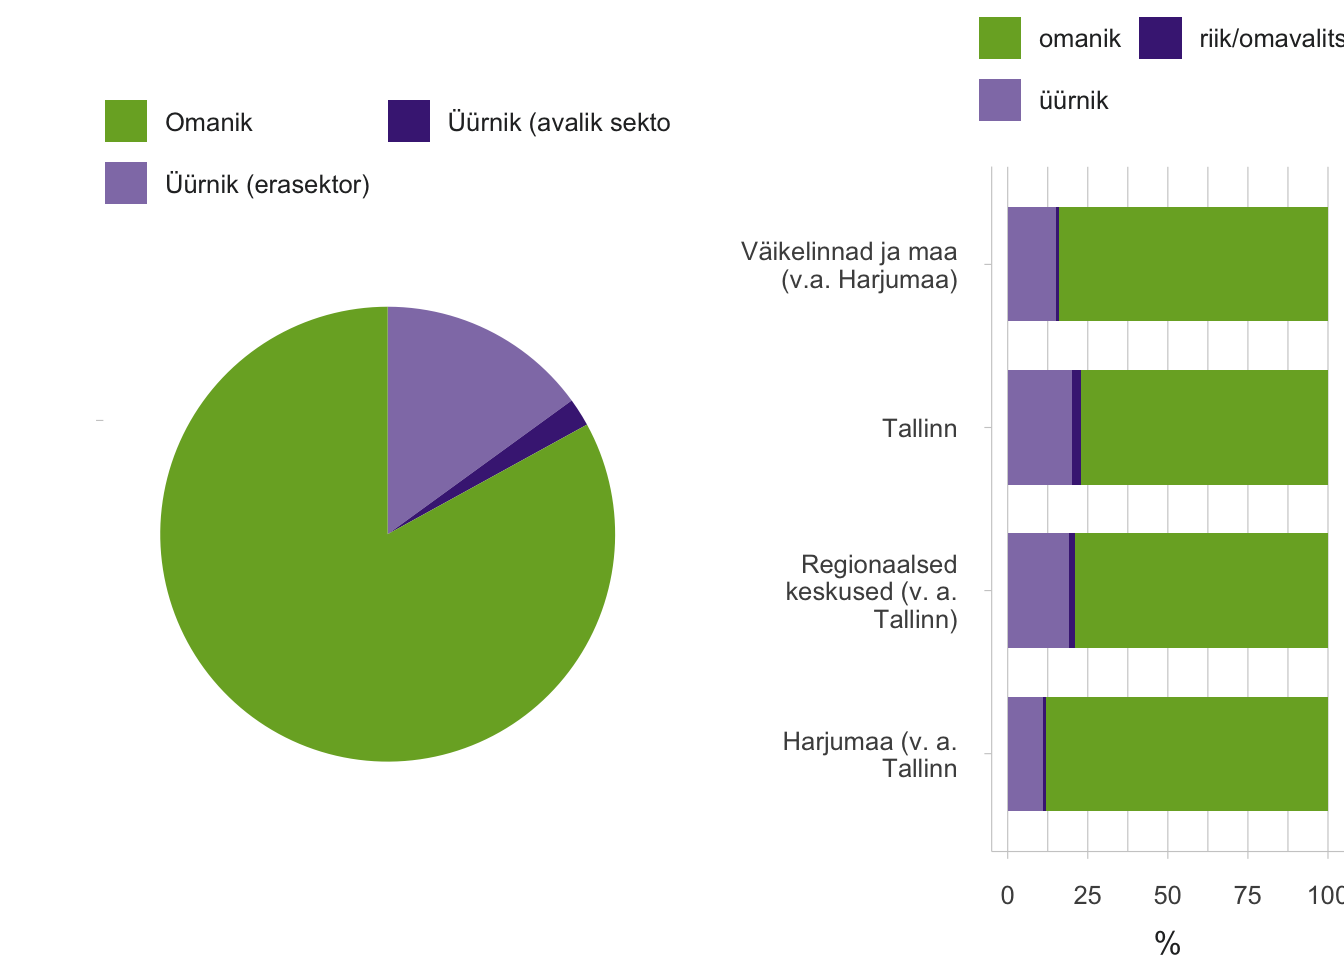 Omanik
Üürnik (avalik sekto
Üürnik (erasektor)
omanik
riik/omavalits
üürnik
Väikelinnad ja maa
(v.a. Harjumaa)
Tallinn
Regionaalsed
keskused (v. a.
Tallinn)
Harjumaa (v. a.
Tallinn
0 25 50 75 100
%